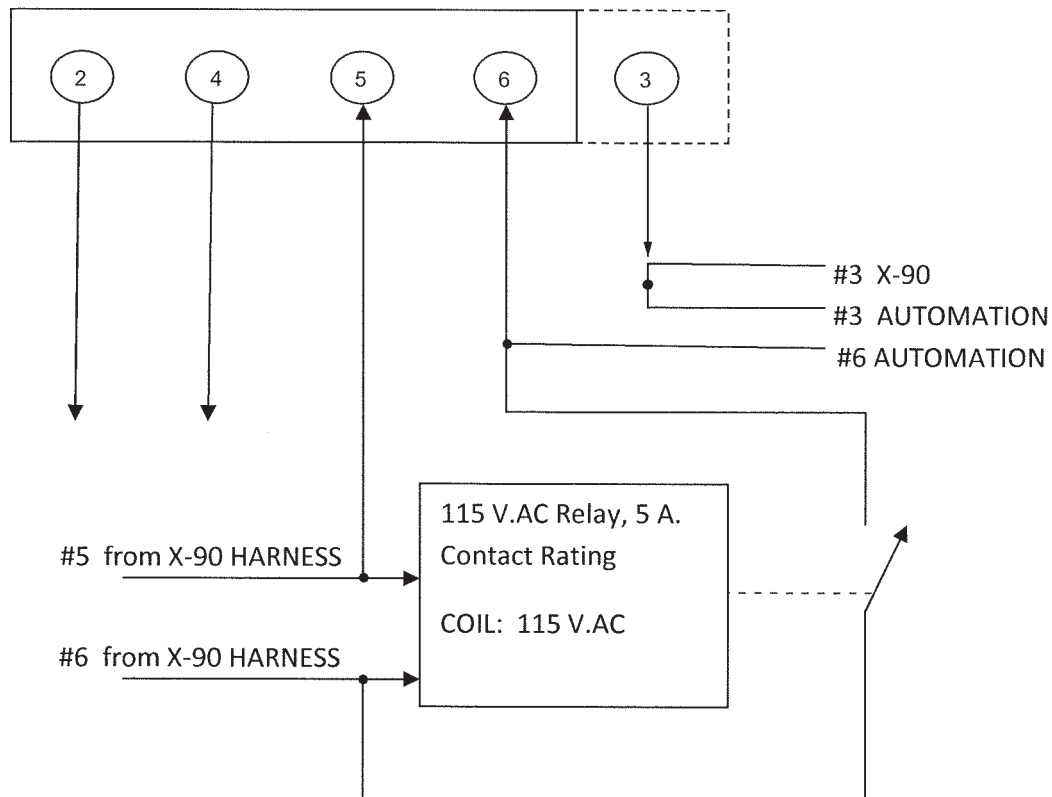 2
4
5
6
3
#3 X-90
#3 AUTOMATION
#6 AUTOMATION
115 V.AC Relay, 5 A.
Contact Rating
COIL: 115 V.AC
#5 from X-90 HARNESS
#6 from X-90 HARNESS